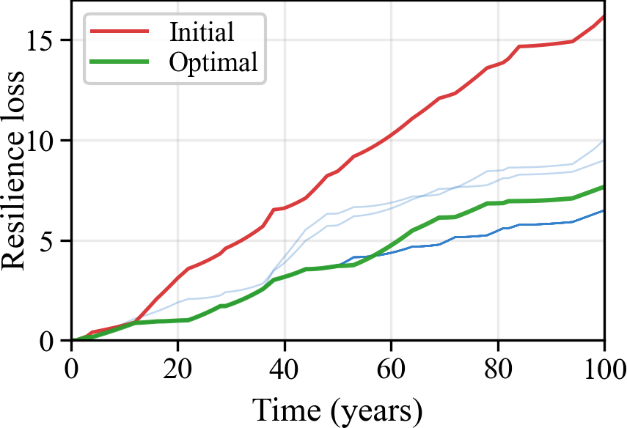 Initial
Optimal
Resilience loss
15
10
5
0
0 20 40 60 80 100
Time (years)